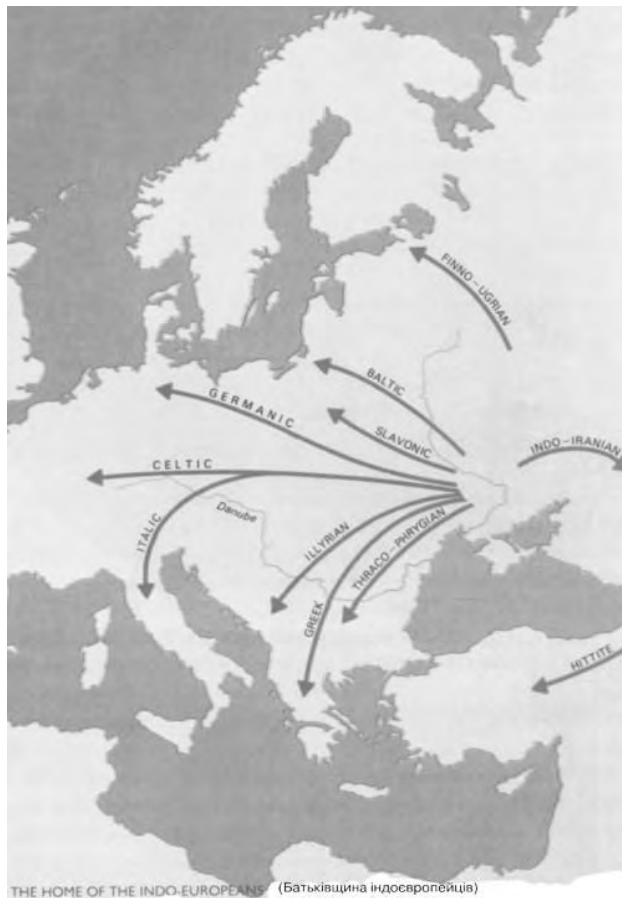 FINNO-UGRIAN
BALTIC
GERMANIC
SLAVONIC
INDO-IRANIAN
CELTIC
Danube
ITALIC
ILLYRIAN
THRACO-PHRYGIAN
GREEK
HITTITE
THE HOME OF THE INDO-EUROPEANS (Батьківщина індоєвропейців)